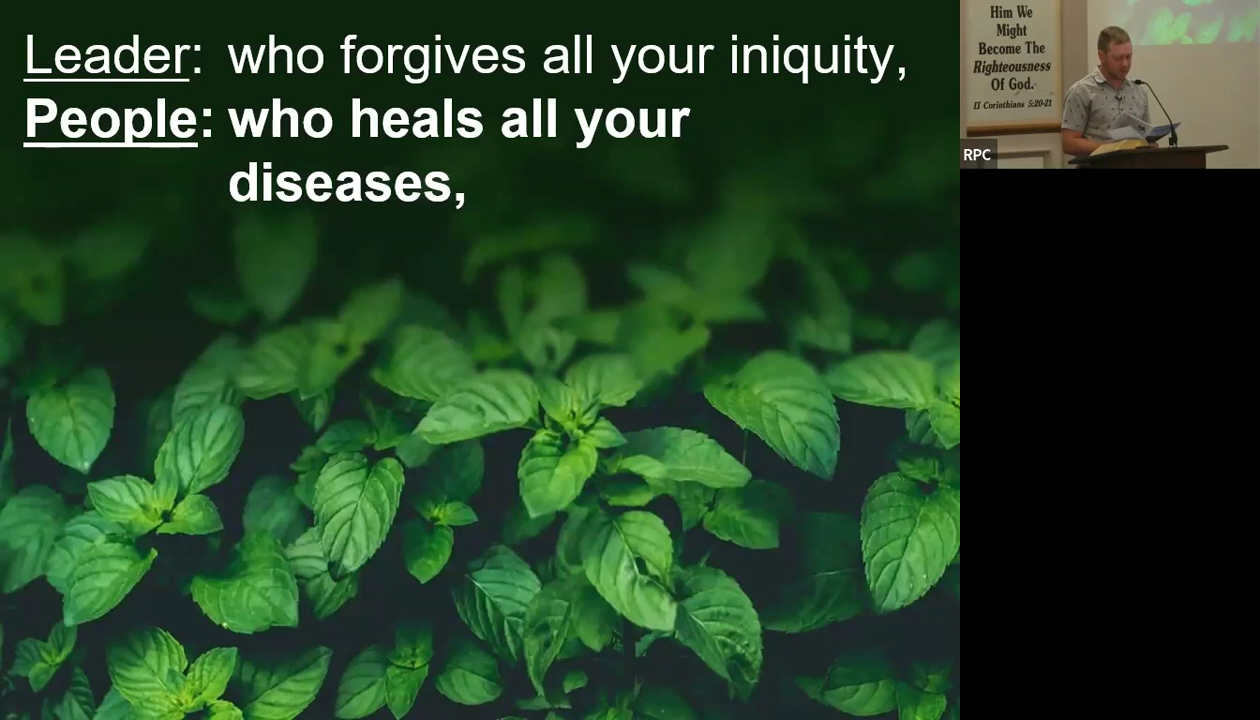 Leader: who forgives all your iniquity,
People: who heals all your
diseases,
Him We
Might
Become The
Righteousness
Of God.
II Corinthians 5:20-21
RPC